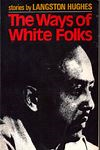 stories by LANGSTON HUGHES
The Ways of
White Folks